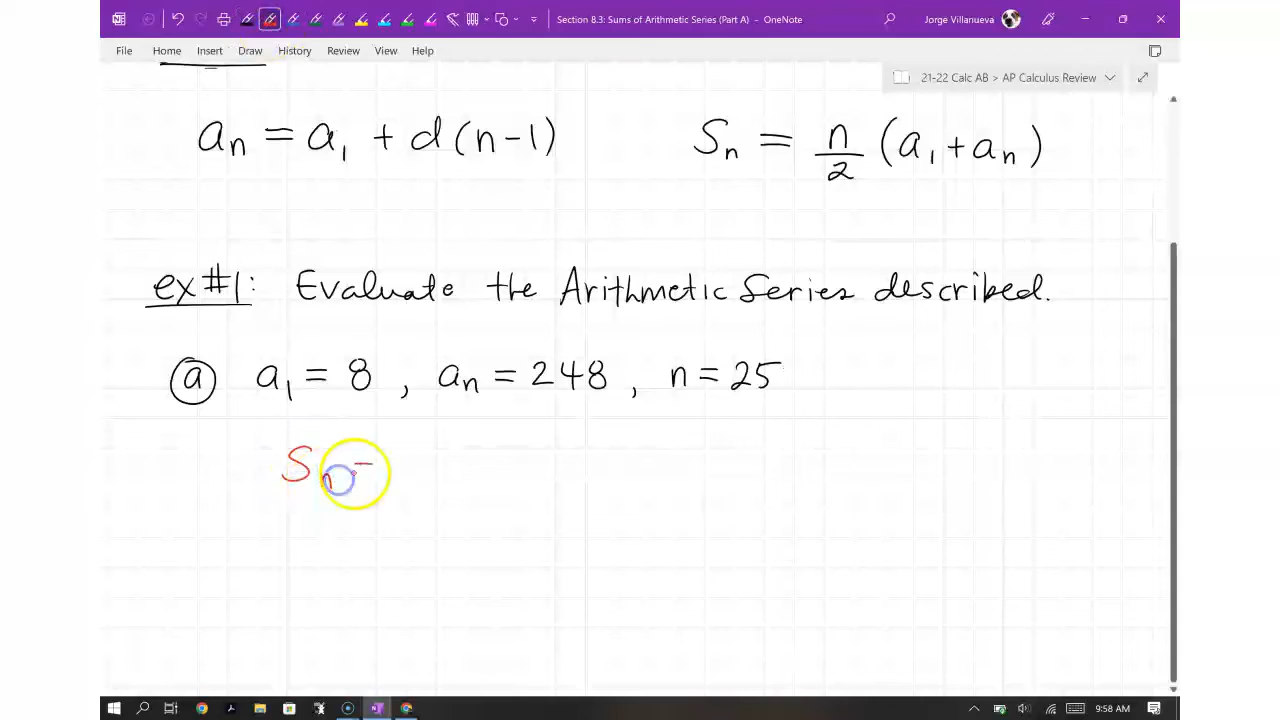 Section 8.3: Sums of Arithmetic Series (Part A) - OneNote
Jorge Villanueva
File Home Insert Draw History Review View Help
21-22 Calc AB > AP Calculus Review
aₙ = a₁ + d(n-1) Sₙ = n/2 (a₁ + aₙ)
ex#1: Evaluate the Arithmetic Series described.
ⓐ a₁ = 8 , aₙ = 248 , n = 25
Sₙ -
9:58 AM